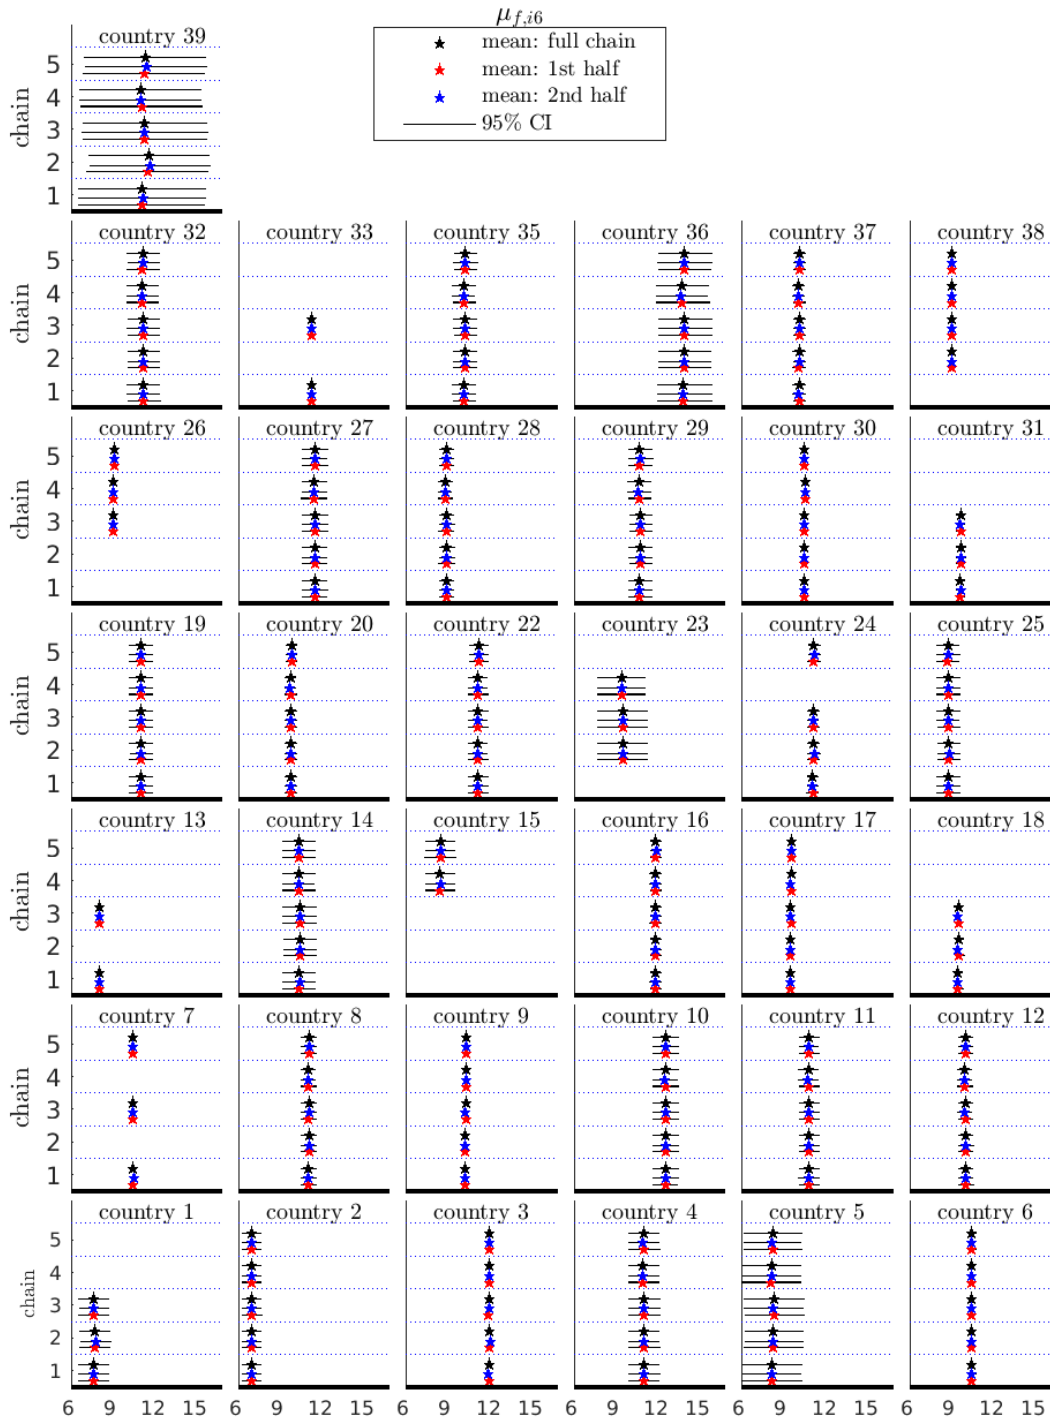 μ_{f,i6}
mean: full chain
mean: 1st half
mean: 2nd half
95% CI
country 39
chain
5
4
3
2
1
country 32 country 33 country 35 country 36 country 37 country 38
chain
5
4
3
2
1
country 26 country 27 country 28 country 29 country 30 country 31
chain
5
4
3
2
1
country 19 country 20 country 22 country 23 country 24 country 25
chain
5
4
3
2
1
country 13 country 14 country 15 country 16 country 17 country 18
chain
5
4
3
2
1
country 7 country 8 country 9 country 10 country 11 country 12
chain
5
4
3
2
1
country 1 country 2 country 3 country 4 country 5 country 6
chain
5
4
3
2
1
6 9 12 15 6 9 12 15 6 9 12 15 6 9 12 15 6 9 12 15 6 9 12 15